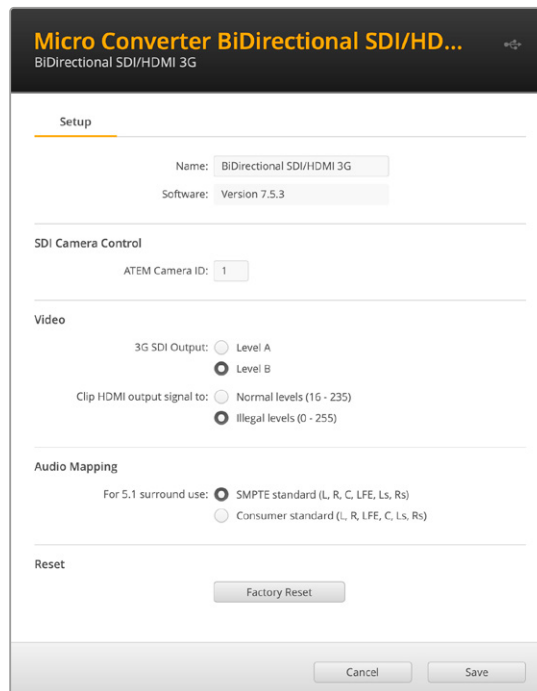 Micro Converter BiDirectional SDI/HD...
BiDirectional SDI/HDMI 3G
Setup
Name: BiDirectional SDI/HDMI 3G
Software: Version 7.5.3
SDI Camera Control
ATEM Camera ID: 1
Video
3G SDI Output: Level A
Level B
Clip HDMI output signal to: Normal levels (16 - 235)
Illegal levels (0 - 255)
Audio Mapping
For 5.1 surround use: SMPTE standard (L, R, C, LFE, Ls, Rs)
Consumer standard (L, R, LFE, C, Ls, Rs)
Reset
Factory Reset
Cancel Save